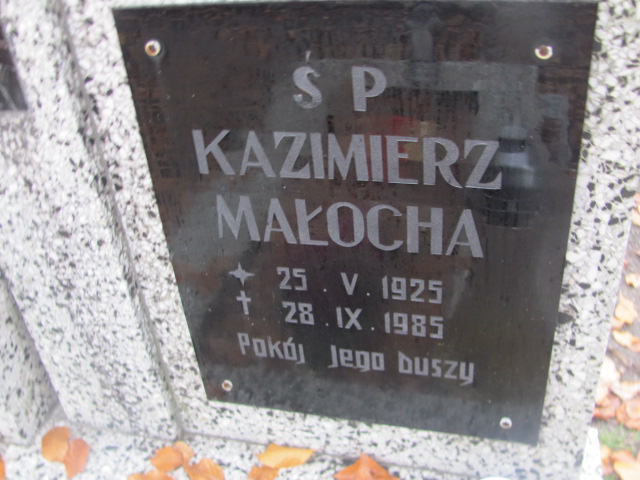 Ś P
KAZIMIERZ
MAŁOCHA
25.V.1925
† 28.IX.1985
Pokój jego duszy